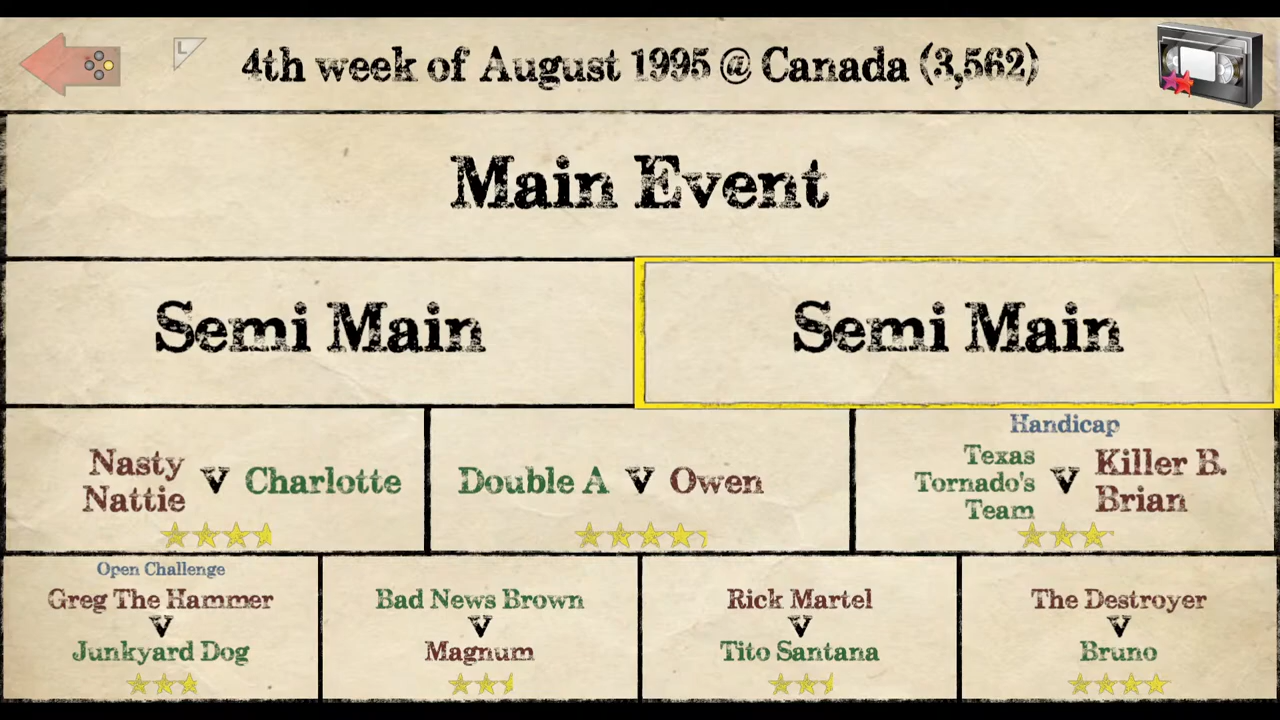 L
4th week of August 1995 @ Canada (3,562)
Main Event
Semi Main
Semi Main
Nasty
Nattie
V
Charlotte
Double A
V
Owen
Handicap
Texas
Tornado's
Team
V
Killer B.
Brian
Open Challenge
Greg The Hammer
V
Junkyard Dog
Bad News Brown
V
Magnum
Rick Martel
V
Tito Santana
The Destroyer
V
Bruno